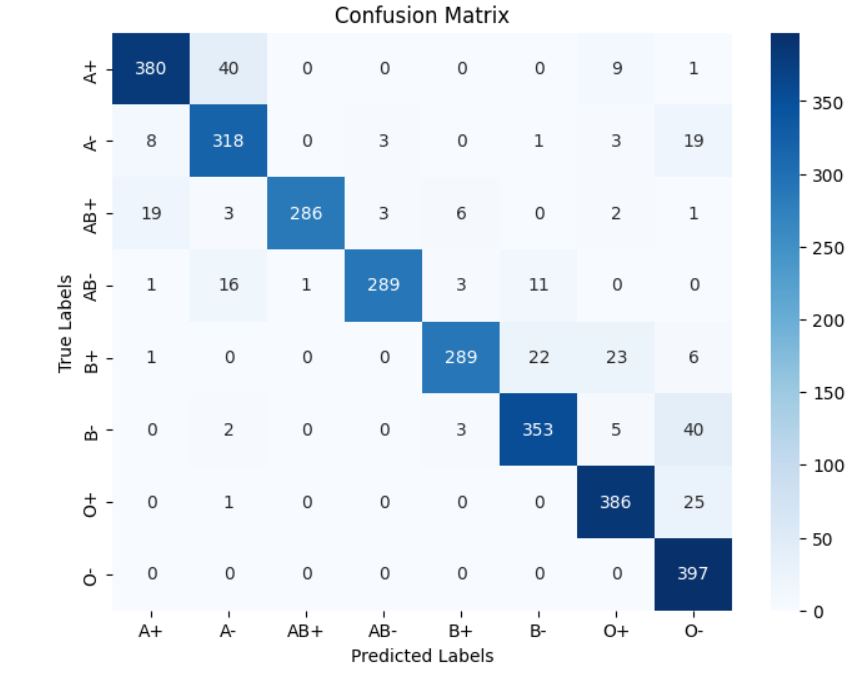 Confusion Matrix
True Labels
A+ 380 40 0 0 0 0 9 1
A- 8 318 0 3 0 1 3 19
AB+ 19 3 286 3 6 0 2 1
AB- 1 16 1 289 3 11 0 0
B+ 1 0 0 0 289 22 23 6
B- 0 2 0 0 3 353 5 40
O+ 0 1 0 0 0 0 386 25
O- 0 0 0 0 0 0 0 397
A+ A- AB+ AB- B+ B- O+ O-
Predicted Labels
350
300
250
200
150
100
50
0